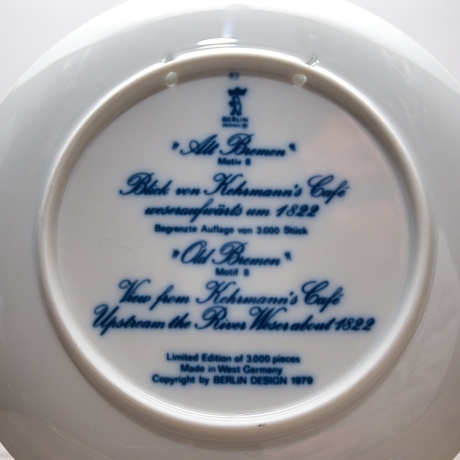 BERLIN
DESIGN
»Alt Bremen«
Motiv 8
Blick von Kehrmann's Café
weseraufwärts um 1822
Begrenzte Auflage von 3.000 Stück
»Old Bremen«
Motif 8
View from Kehrmann's Café
Upstream the River Weser about 1822
Limited Edition of 3.000 pieces
Made in West Germany
Copyright by BERLIN DESIGN 1979